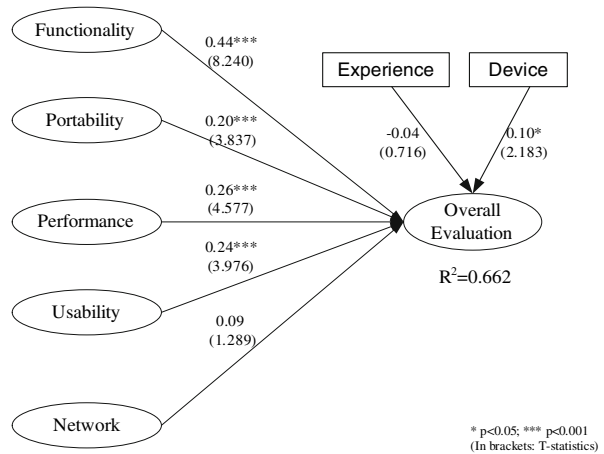 Functionality
0.44***
(8.240)
Experience
Device
Portability
0.20***
(3.837)
-0.04
(0.716)
0.10*
(2.183)
Performance
0.26***
(4.577)
Overall
Evaluation
R²=0.662
0.24***
(3.976)
Usability
0.09
(1.289)
Network
* p<0.05; *** p<0.001
(In brackets: T-statistics)